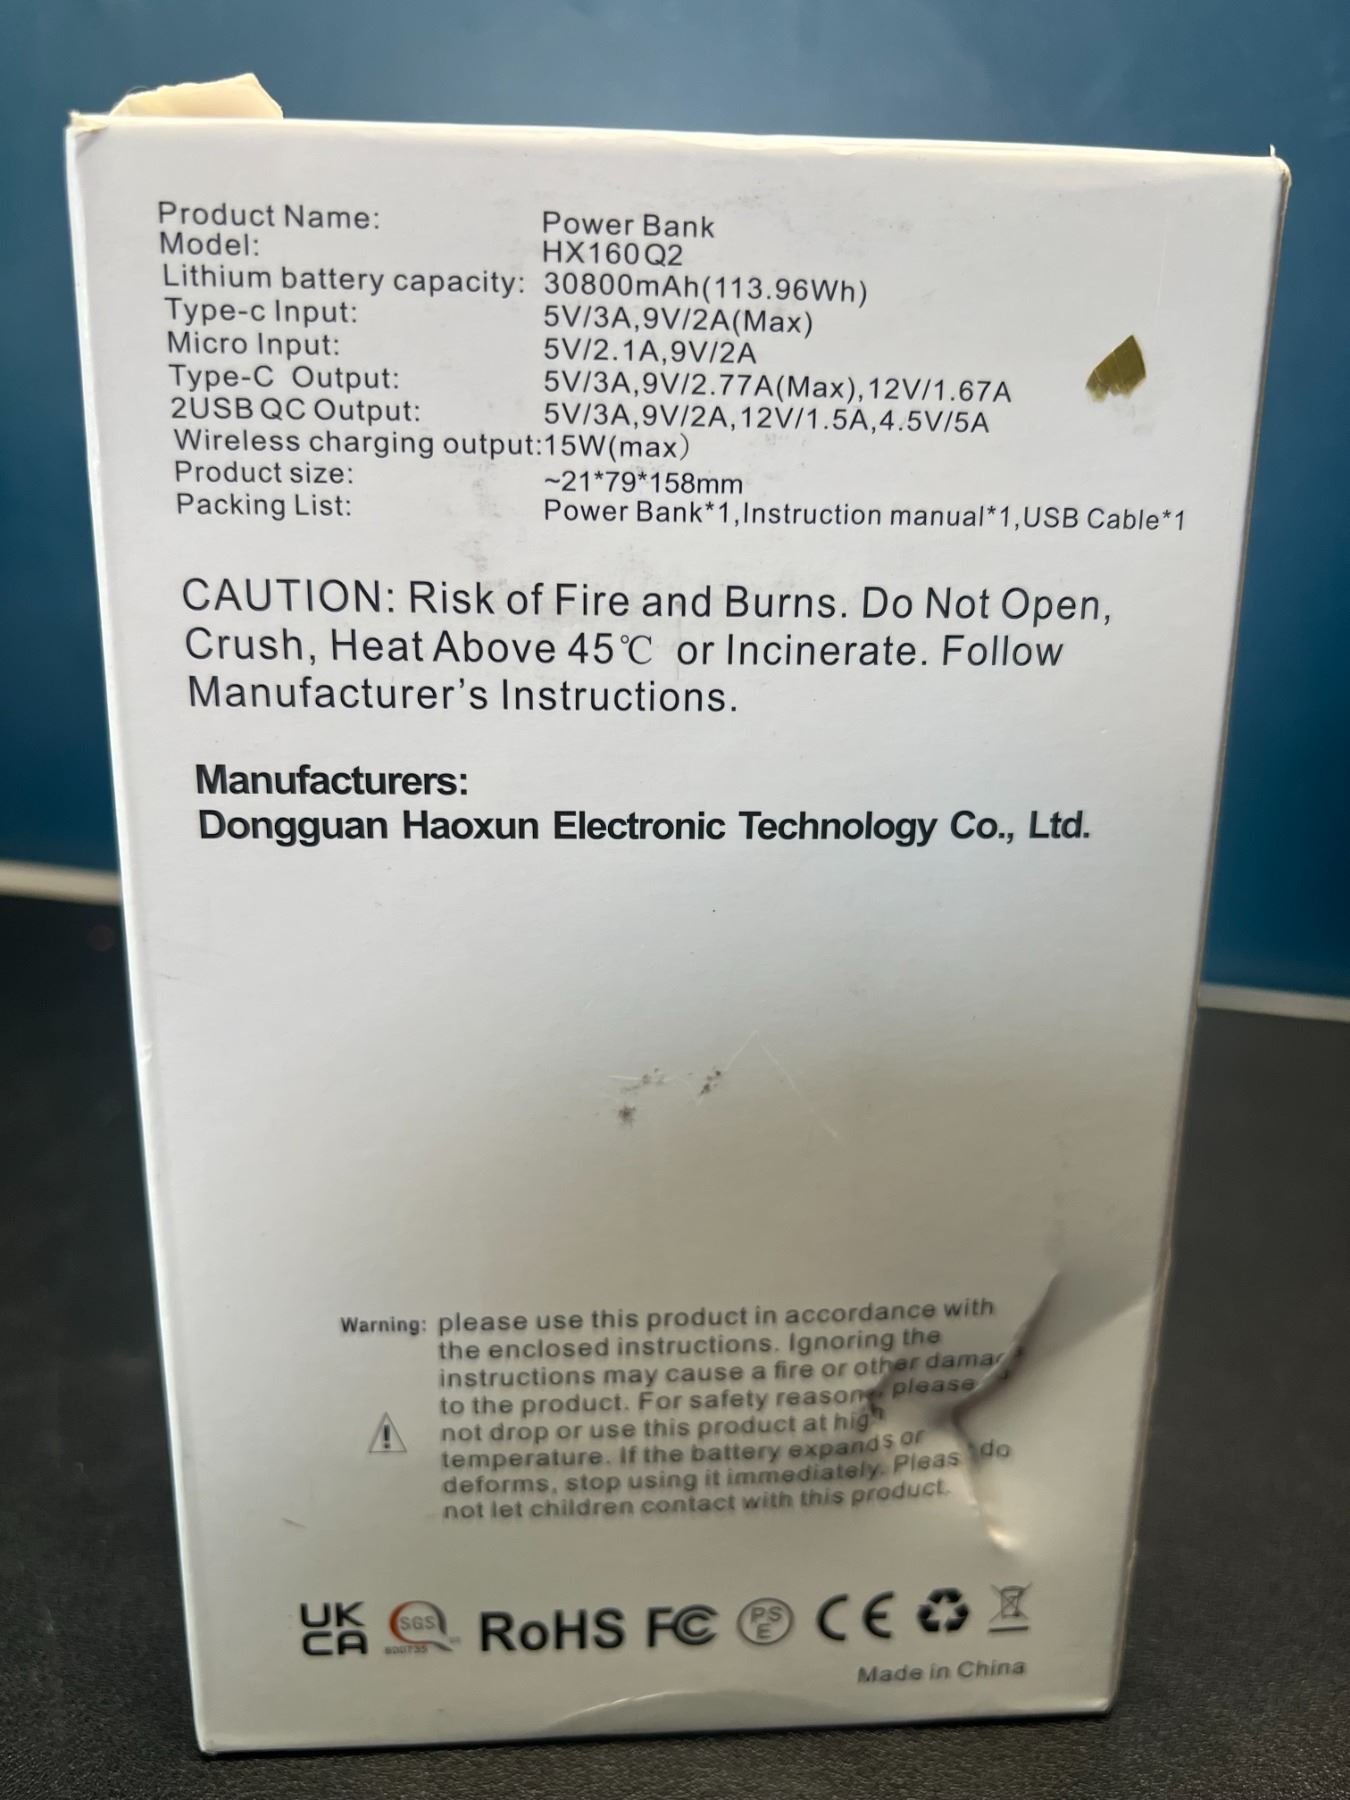 Product Name: Power Bank
Model: HX160Q2
Lithium battery capacity: 30800mAh(113.96Wh)
Type-c Input: 5V/3A,9V/2A(Max)
Micro Input: 5V/2.1A,9V/2A
Type-C Output: 5V/3A,9V/2.77A(Max),12V/1.67A
2USB QC Output: 5V/3A,9V/2A,12V/1.5A,4.5V/5A
Wireless charging output:15W(max)
Product size: ~21*79*158mm
Packing List: Power Bank*1,Instruction manual*1,USB Cable*1
CAUTION: Risk of Fire and Burns. Do Not Open,
Crush, Heat Above 45℃ or Incinerate. Follow
Manufacturer's Instructions.
Manufacturers:
Dongguan Haoxun Electronic Technology Co., Ltd.
Warning: please use this product in accordance with
the enclosed instructions. Ignoring the
instructions may cause a fire or other damag
to the product. For safety reason, please
not drop or use this product at high
temperature. If the battery expands or
deforms, stop using it immediately. Pleas do
not let children contact with this product.
UK
CA
SGS
RoHS FC
PS
E
CE
Made in China